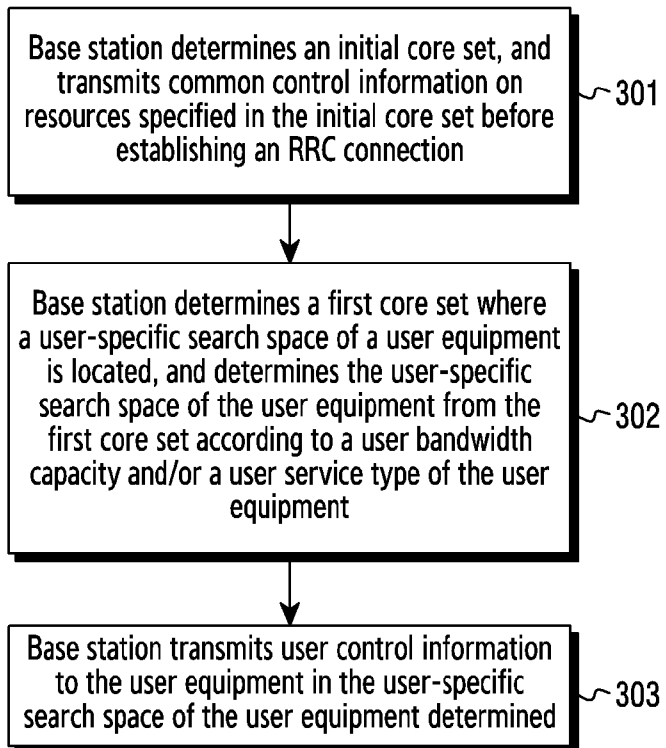 Base station determines an initial core set, and
transmits common control information on
resources specified in the initial core set before
establishing an RRC connection
301
Base station determines a first core set where
a user-specific search space of a user equipment
is located, and determines the user-specific
search space of the user equipment from the
first core set according to a user bandwidth
capacity and/or a user service type of the user
equipment
302
Base station transmits user control information
to the user equipment in the user-specific
search space of the user equipment determined
303